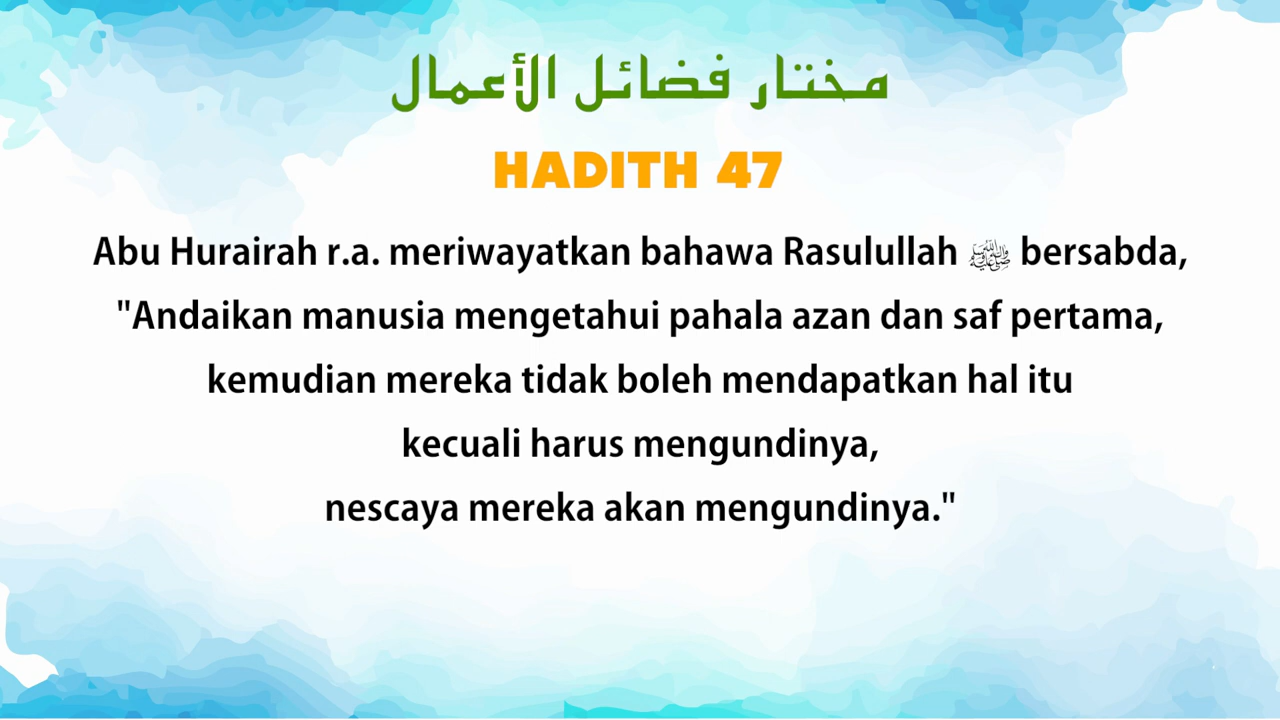 مختار فضائل الأعمال
HADITH 47
Abu Hurairah r.a. meriwayatkan bahawa Rasulullah ﷺ bersabda,
"Andaikan manusia mengetahui pahala azan dan saf pertama,
kemudian mereka tidak boleh mendapatkan hal itu
kecuali harus mengundinya,
nescaya mereka akan mengundinya."